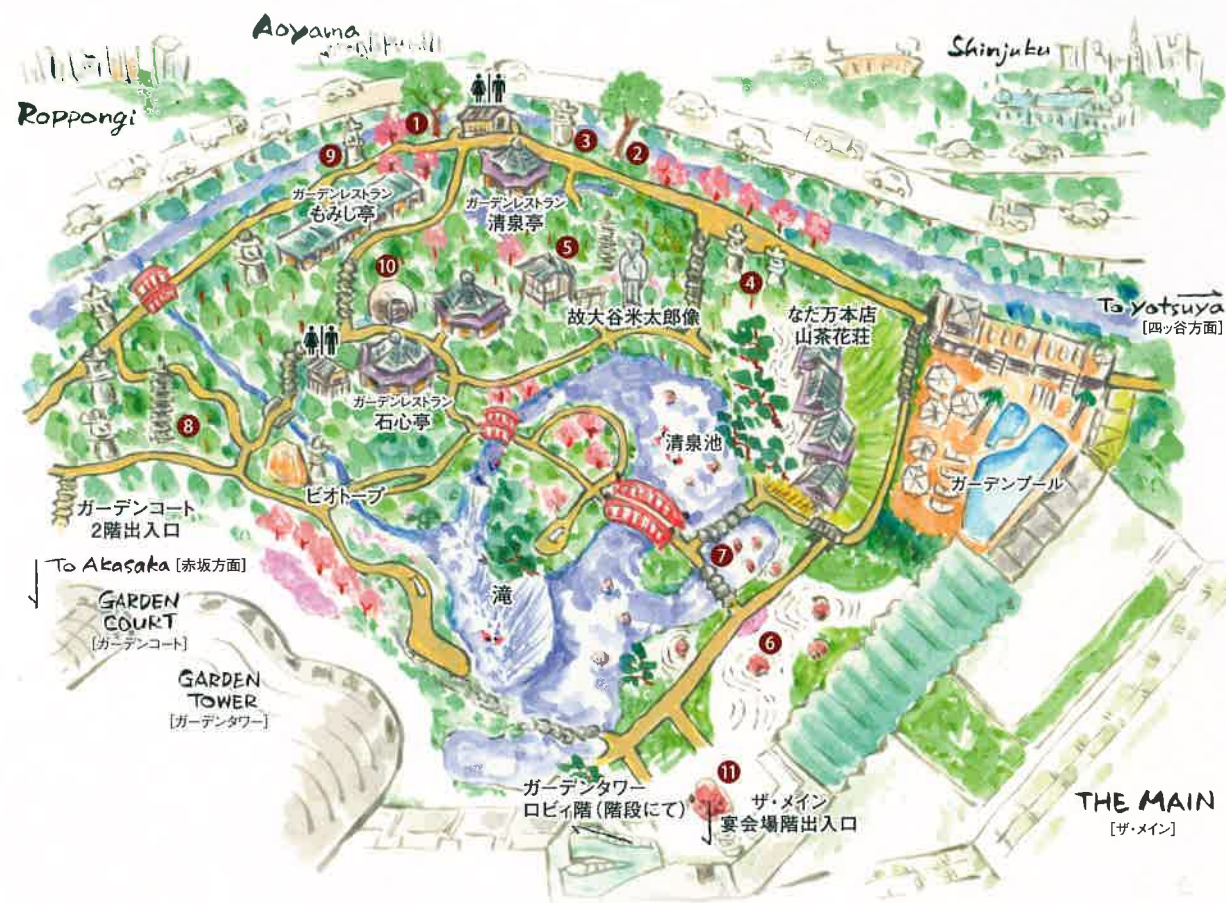 Aoyama
Shinjuku
Roppongi
1
3
2
9
ガーデンレストラン
もみじ亭
ガーデンレストラン
清泉亭
5
10
4
故大谷米太郎像
なだ万本店
山茶花荘
To yotsuya
[四ッ谷方面]
ガーデンレストラン
石心亭
8
清泉池
ガーデンプール
ビオトープ
ガーデンコート
2階出入口
7
To Akasaka [赤坂方面]
滝
GARDEN
COURT
[ガーデンコート]
6
GARDEN
TOWER
[ガーデンタワー]
11
ガーデンタワー
ロビィ階(階段にて)
ザ・メイン
宴会場階出入口
THE MAIN
[ザ・メイン]